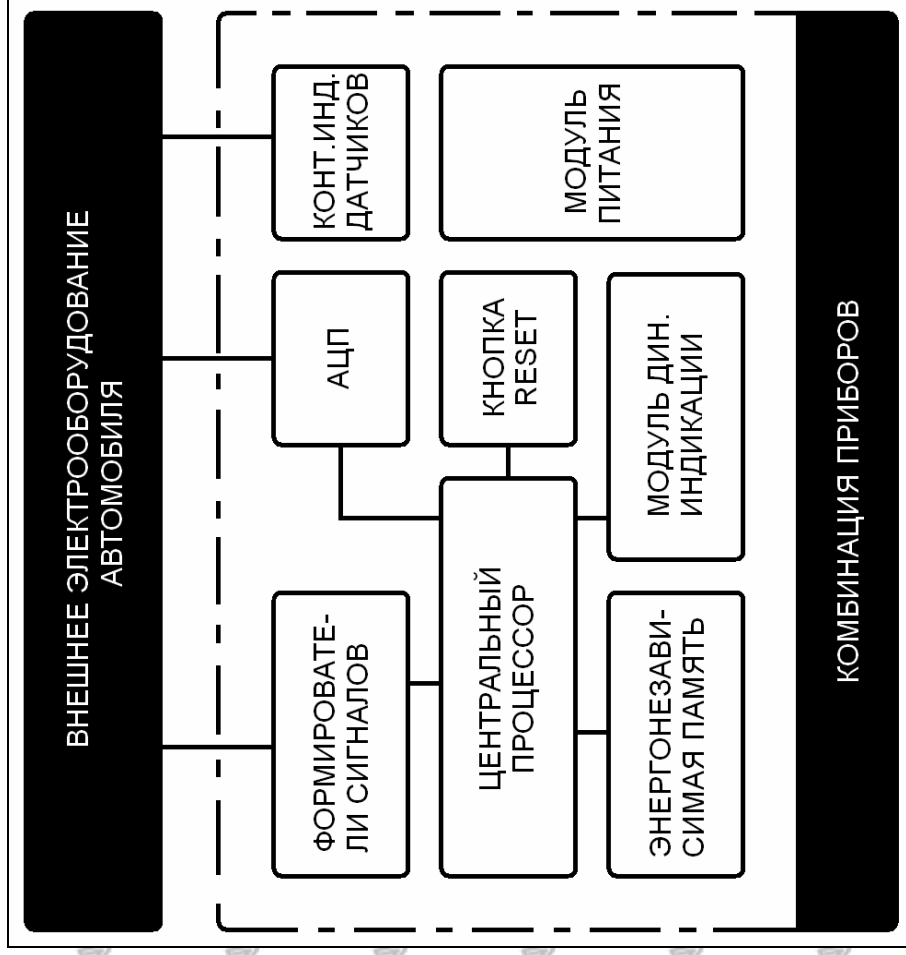 ВНЕШНЕЕ ЭЛЕКТРООБОРУДОВАНИЕ
АВТОМОБИЛЯ
ФОРМИРОВАТЕ-
ЛИ СИГНАЛОВ
АЦП
КОНТ.ИНД.
ДАТЧИКОВ
ЦЕНТРАЛЬНЫЙ
ПРОЦЕССОР
КНОПКА
RESET
МОДУЛЬ
ПИТАНИЯ
ЭНЕРГОНЕЗАВИ-
СИМАЯ ПАМЯТЬ
МОДУЛЬ ДИН.
ИНДИКАЦИИ
КОМБИНАЦИЯ ПРИБОРОВ